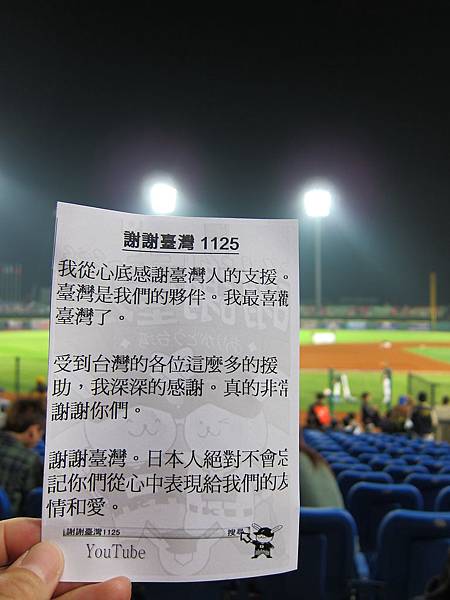 謝謝臺灣 1125
我從心底感謝臺灣人的支援。
臺灣是我們的夥伴。我最喜歡
臺灣了。
受到台灣的各位這麼多的援
助,我深深的感謝。真的非常
謝謝你們。
謝謝臺灣。日本人絕對不會忘
記你們從心中表現給我們的友
情和愛。
謝謝臺灣1125 搜尋
YouTube